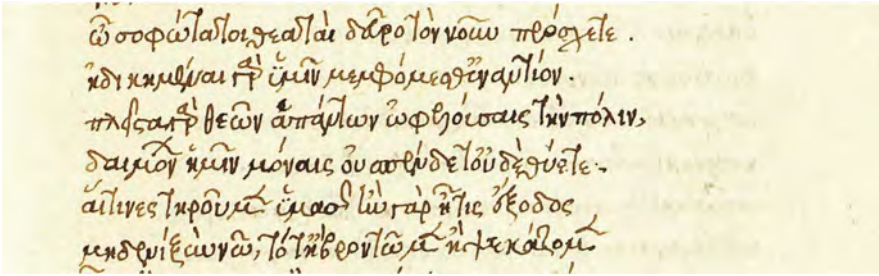 ὦ σοφώτατοι θεαταὶ δεῦρο τὸν νοῦν πρόσχετε.
ἠδικημέναι γὰρ ὑμῖν μεμφόμεσθ' ἐναντίον.
πλεῖστα γὰρ θεῶν ἁπάντων ὠφελούσαις τὴν πόλιν,
δαιμόνων ἡμῖν μόναις οὐ σπένδετ' οὐδὲ θύετε.
αἵτινες τηροῦμεν ὑμᾶς. ἢν γὰρ ᾖ τις ἔξοδος
μηδενὶ ξὺν νῷ, τότ' ἢ βροντῶμεν ἢ ψεκάζομεν